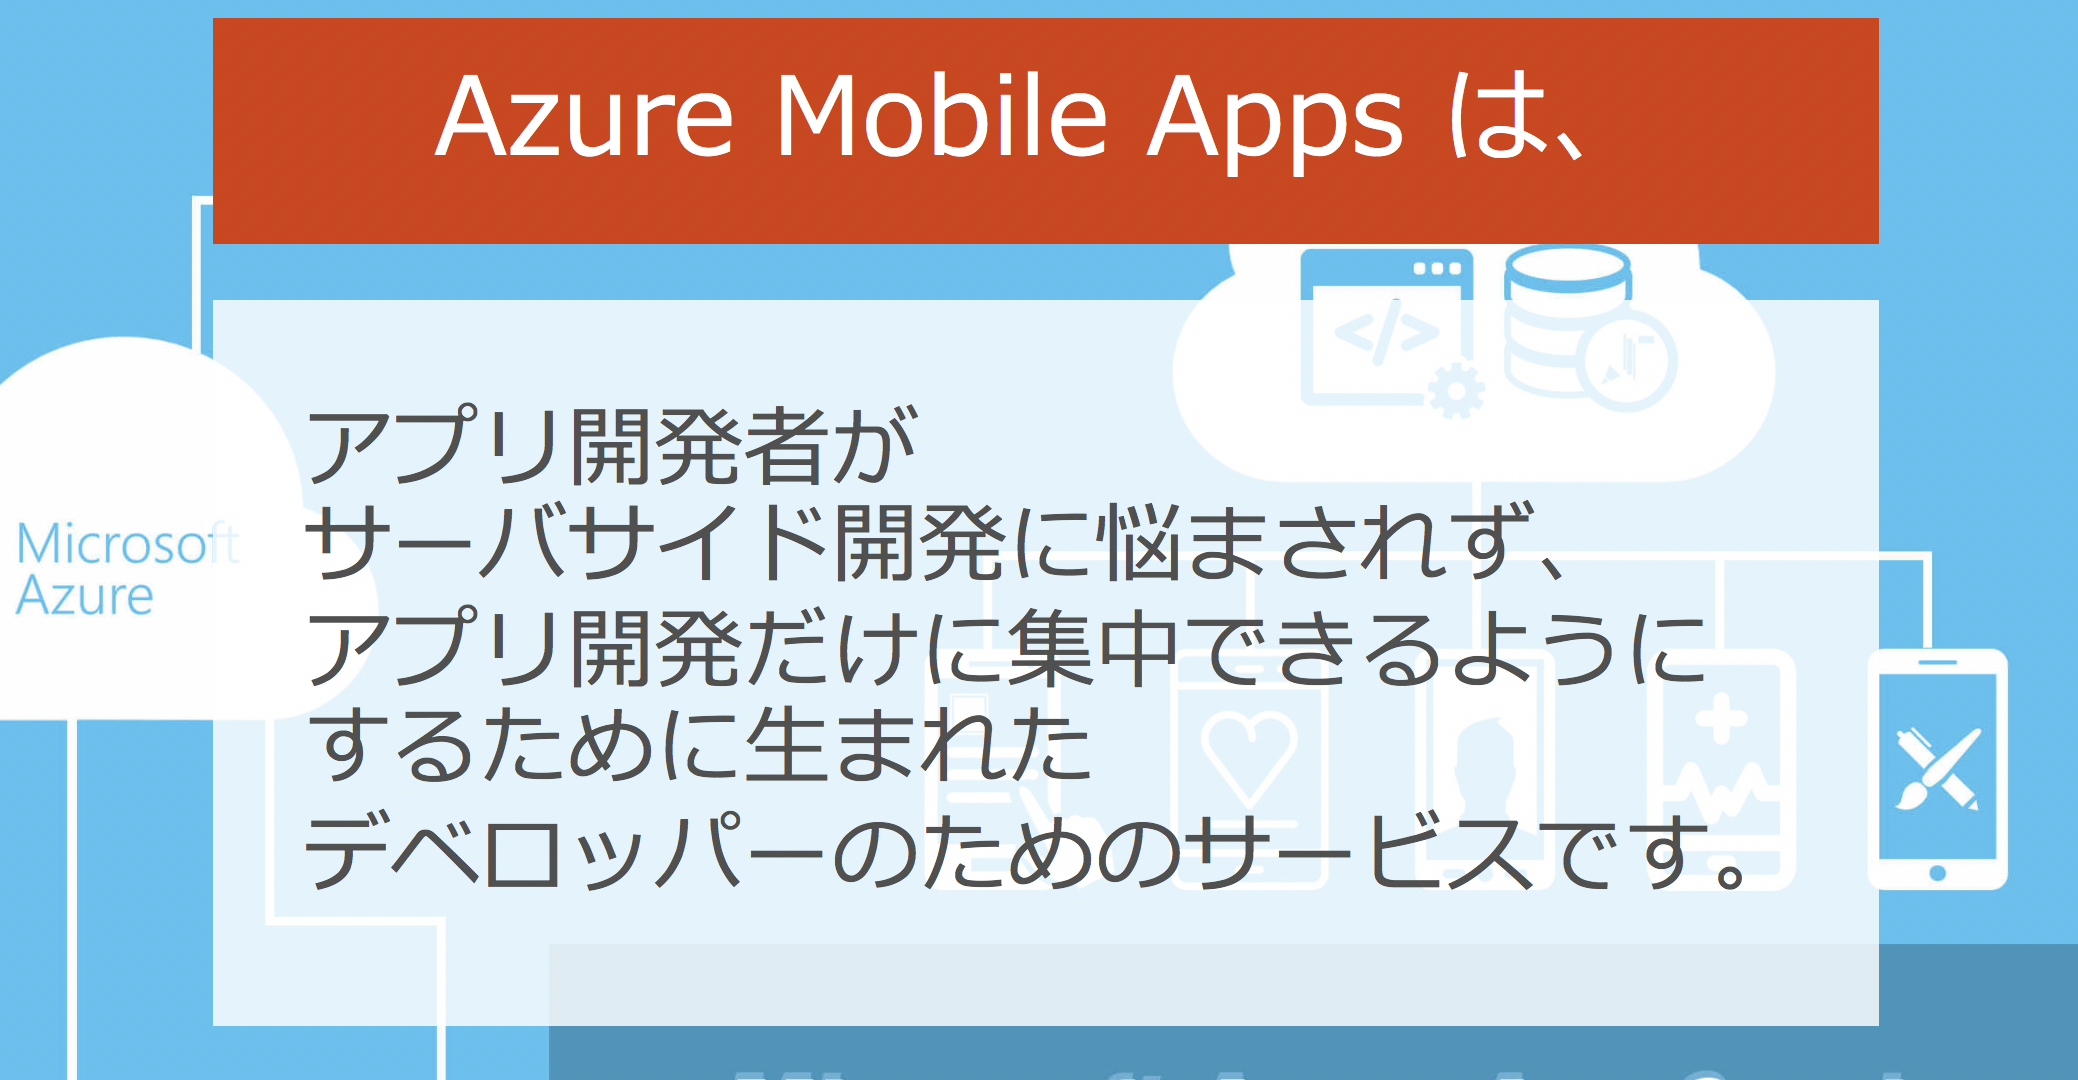 Azure Mobile Apps は、
アプリ開発者が
サーバサイド開発に悩まされず、
アプリ開発だけに集中できるように
するために生まれた
デベロッパーのためのサービスです。
Microsoft
Azure